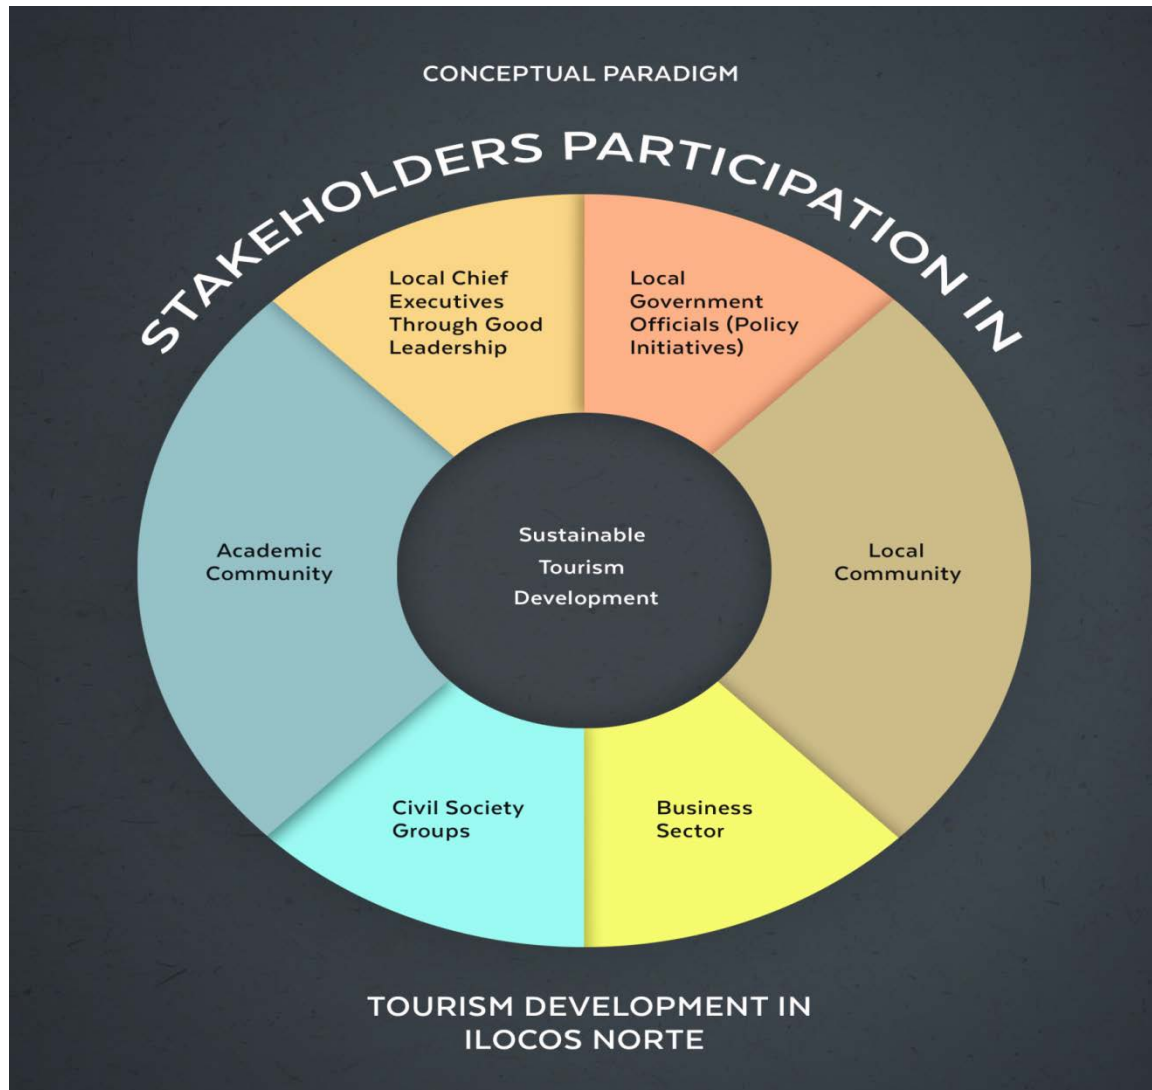 CONCEPTUAL PARADIGM
STAKEHOLDERS PARTICIPATION IN
Local Chief
Executives
Through Good
Leadership
Local
Government
Officials (Policy
Initiatives)
Academic
Community
Sustainable
Tourism
Development
Local
Community
Civil Society
Groups
Business
Sector
TOURISM DEVELOPMENT IN
ILOCOS NORTE